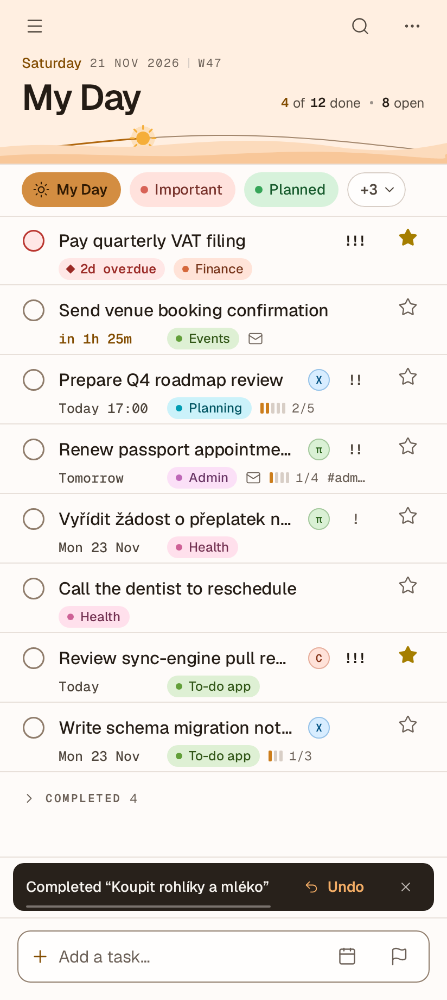 Saturday 21 NOV 2026 | W47
My Day
4 of 12 done • 8 open
My Day
Important
Planned
+3
Pay quarterly VAT filing !!!
2d overdue Finance
Send venue booking confirmation
in 1h 25m Events
Prepare Q4 roadmap review X !!
Today 17:00 Planning 2/5
Renew passport appointme… π !!
Tomorrow Admin 1/4 #adm…
Vyřídit žádost o přeplatek n… π !
Mon 23 Nov Health
Call the dentist to reschedule
Health
Review sync-engine pull re… C !!!
Today To-do app
Write schema migration not… X
Mon 23 Nov To-do app 1/3
COMPLETED 4
Completed “Koupit rohlíky a mléko” Undo
Add a task…